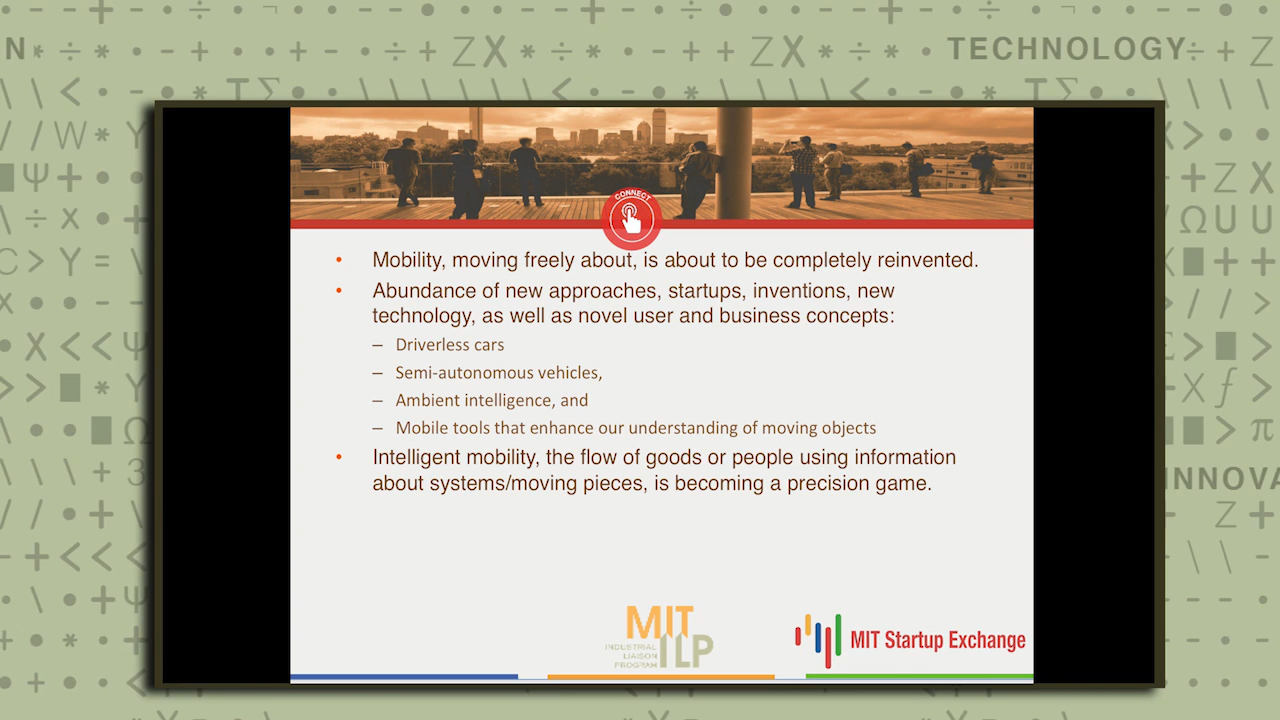 TECHNOLOGY
CONNECT
• Mobility, moving freely about, is about to be completely reinvented.
• Abundance of new approaches, startups, inventions, new
technology, as well as novel user and business concepts:
– Driverless cars
– Semi-autonomous vehicles,
– Ambient intelligence, and
– Mobile tools that enhance our understanding of moving objects
• Intelligent mobility, the flow of goods or people using information
about systems/moving pieces, is becoming a precision game.
INNOVA
MIT
INDUSTRIAL
LIAISON
PROGRAM
ILP
MIT Startup Exchange